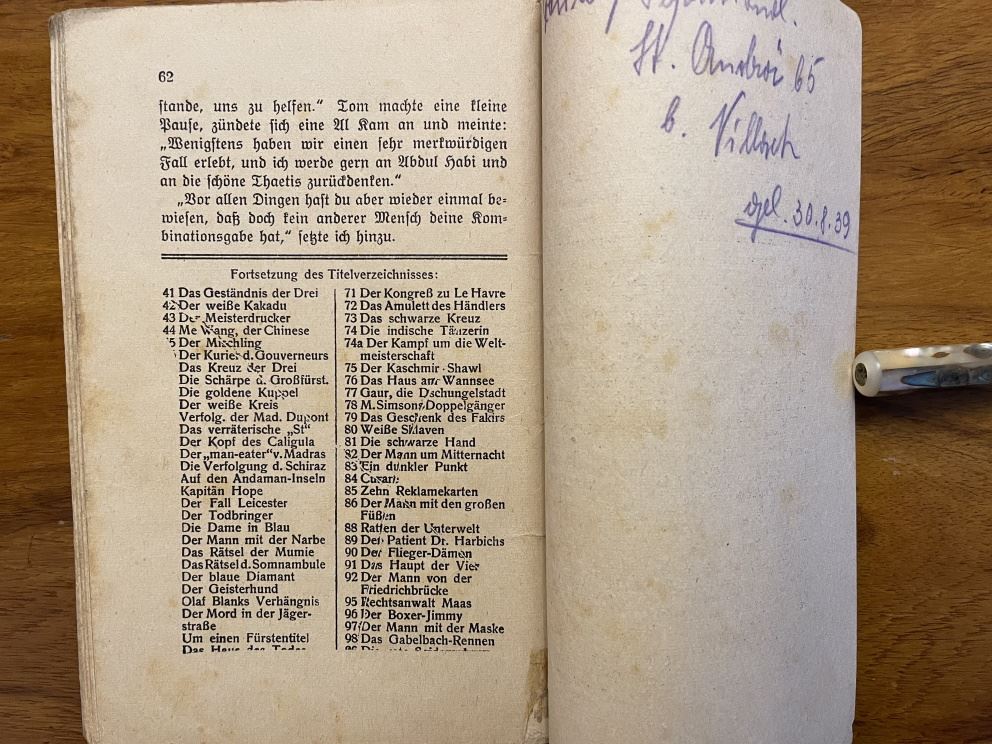 62
stande, uns zu helfen.“ Tom machte eine kleine
Pause, zündete sich eine Al Kam an und meinte:
„Wenigstens haben wir einen sehr merkwürdigen
Fall erlebt, und ich werde gern an Abdul Habi und
an die schöne Thaetis zurückdenken.“
„Vor allen Dingen hast du aber wieder einmal be-
wiesen, daß doch kein anderer Mensch deine Kom-
binationsgabe hat,“ setzte ich hinzu.
Fortsetzung des Titelverzeichnisses:
41 Das Geständnis der Drei
42 Der weiße Kakadu
43 Der Meisterdrucker
44 Me Wang, der Chinese
5 Der Mischling
Der Kurier d. Gouverneurs
Das Kreuz der Drei
Die Schärpe d. Großfürst.
Die goldene Kuppel
Der weiße Kreis
Verfolg. der Mad. Dupont
Das verräterische „St“
Der Kopf des Caligula
Der „man-eater“ v. Madras
Die Verfolgung d. Schiraz
Auf den Andaman-Inseln
Kapitän Hope
Der Fall Leicester
Der Todbringer
Die Dame in Blau
Der Mann mit der Narbe
Das Rätsel der Mumie
Das Rätsel d. Somnambule
Der blaue Diamant
Der Geisterhund
Olaf Blanks Verhängnis
Der Mord in der Jäger-
straße
Um einen Fürstentitel
Das Haus des Todes
71 Der Kongreß zu Le Havre
72 Das Amulett des Händlers
73 Das schwarze Kreuz
74 Die indische Tänzerin
74a Der Kampf um die Welt-
meisterschaft
75 Der Kaschmir-Shawl
76 Das Haus am Wannsee
77 Gaur, die Dschungelstadt
78 M. Simsons Doppelgänger
79 Das Geschenk des Fakirs
80 Weiße Sklaven
81 Die schwarze Hand
82 Der Mann um Mitternacht
83 Ein dunkler Punkt
84
85 Zehn Reklamekarten
86 Der Mann mit den großen
Füßen
88 Ratten der Unterwelt
89 Der Patient Dr. Harbichs
90 Der Flieger-Dämon
91 Das Haupt der Vier
92 Der Mann von der
Friedrichbrücke
95 Rechtsanwalt Maas
96 Der Boxer-Jimmy
97 Der Mann mit der Maske
98 Das Gabelbach-Rennen
St. Andrä 65
b. Villach
gel. 30.8.39